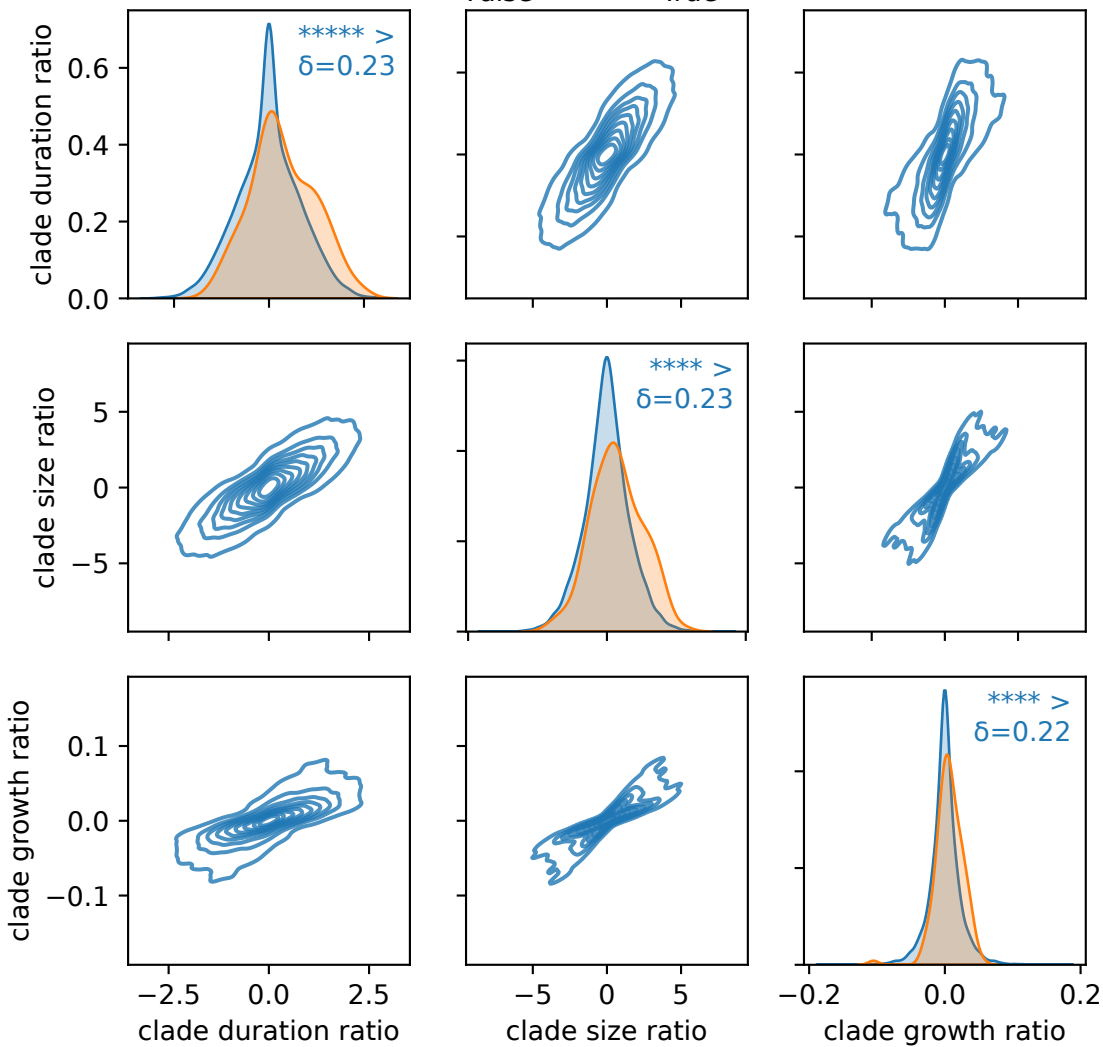 clade duration ratio
0.6
0.4
0.2
0.0
***** >
δ=0.23
clade size ratio
5
0
−5
**** >
δ=0.23
clade growth ratio
0.1
0.0
−0.1
**** >
δ=0.22
−2.5 0.0 2.5
−5 0 5
−0.2 0.0 0.2
clade duration ratio
clade size ratio
clade growth ratio